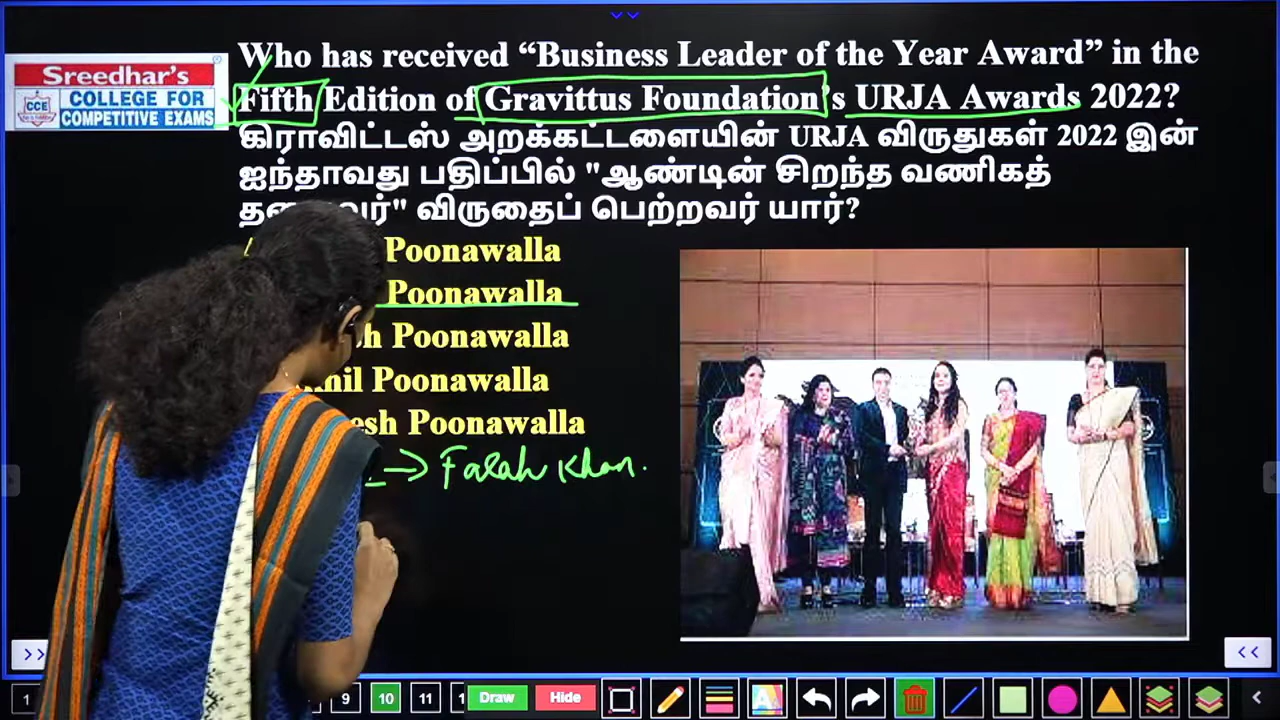 Who has received “Business Leader of the Year Award” in the
Sreedhar's
CCE
COLLEGE FOR
COMPETITIVE EXAMS
Fifth Edition of Gravittus Foundation's URJA Awards 2022?
கிராவிட்டஸ் அறக்கட்டளையின் URJA விருதுகள் 2022 இன்
ஐந்தாவது பதிப்பில் "ஆண்டின் சிறந்த வணிகத்
விருதைப் பெற்றவர் யார்?
Poonawalla
Poonawalla
Poonawalla
Poonawalla
Poonawalla
→ Falah Khan.
>>
1
9
10
11
Draw
Hide
A
<<